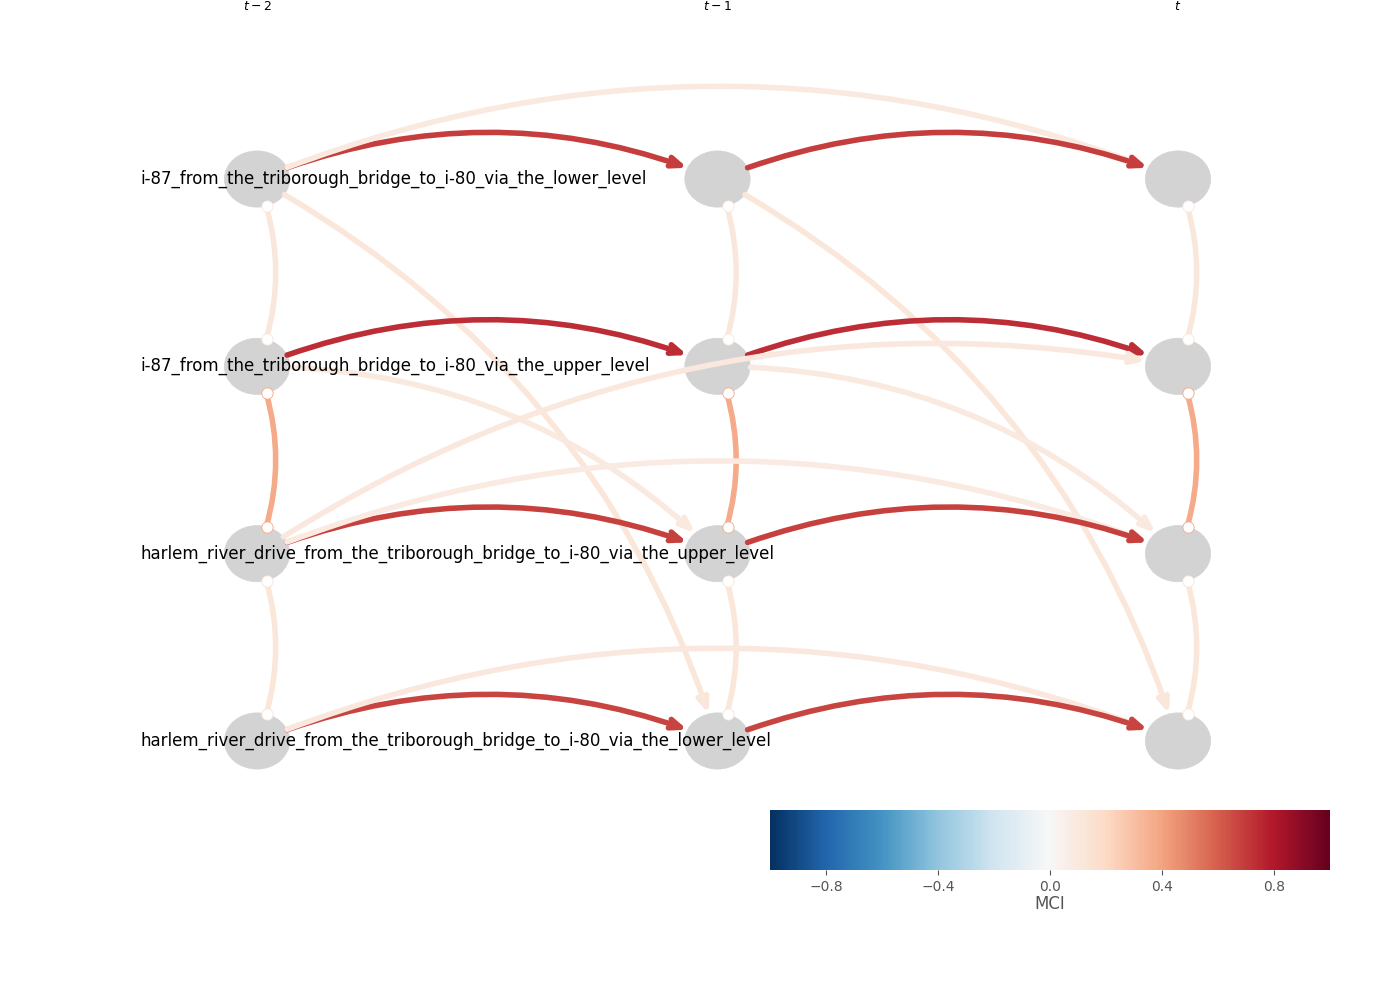 t − 2 t − 1 t
i-87_from_the_triborough_bridge_to_i-80_via_the_lower_level
i-87_from_the_triborough_bridge_to_i-80_via_the_upper_level
harlem_river_drive_from_the_triborough_bridge_to_i-80_via_the_upper_level
harlem_river_drive_from_the_triborough_bridge_to_i-80_via_the_lower_level
−0.8 −0.4 0.0 0.4 0.8
MCI